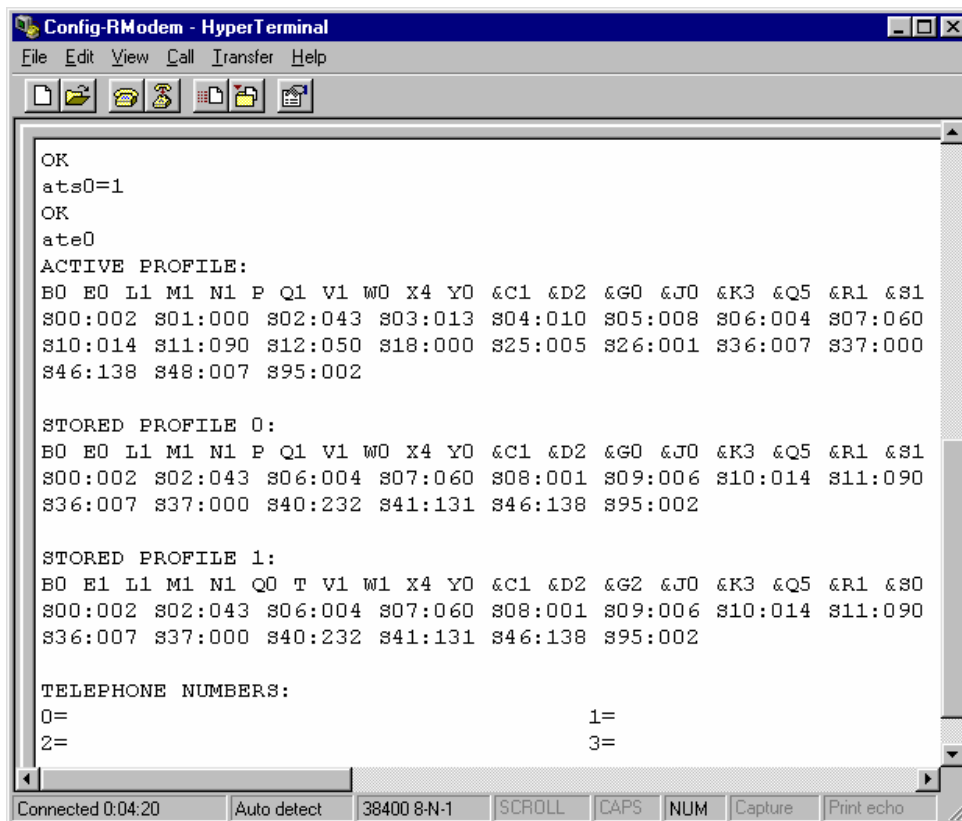 Config-RModem - HyperTerminal
File Edit View Call Transfer Help
OK
ats0=1
OK
ate0
ACTIVE PROFILE:
B0 E0 L1 M1 N1 P Q1 V1 W0 X4 Y0 &C1 &D2 &G0 &J0 &K3 &Q5 &R1 &S1
S00:002 S01:000 S02:043 S03:013 S04:010 S05:008 S06:004 S07:060
S10:014 S11:090 S12:050 S18:000 S25:005 S26:001 S36:007 S37:000
S46:138 S48:007 S95:002
STORED PROFILE 0:
B0 E0 L1 M1 N1 P Q1 V1 W0 X4 Y0 &C1 &D2 &G0 &J0 &K3 &Q5 &R1 &S1
S00:002 S02:043 S06:004 S07:060 S08:001 S09:006 S10:014 S11:090
S36:007 S37:000 S40:232 S41:131 S46:138 S95:002
STORED PROFILE 1:
B0 E1 L1 M1 N1 Q0 T V1 W1 X4 Y0 &C1 &D2 &G2 &J0 &K3 &Q5 &R1 &S0
S00:002 S02:043 S06:004 S07:060 S08:001 S09:006 S10:014 S11:090
S36:007 S37:000 S40:232 S41:131 S46:138 S95:002
TELEPHONE NUMBERS:
0= 1=
2= 3=
Connected 0:04:20 Auto detect 38400 8-N-1 SCROLL CAPS NUM Capture Print echo